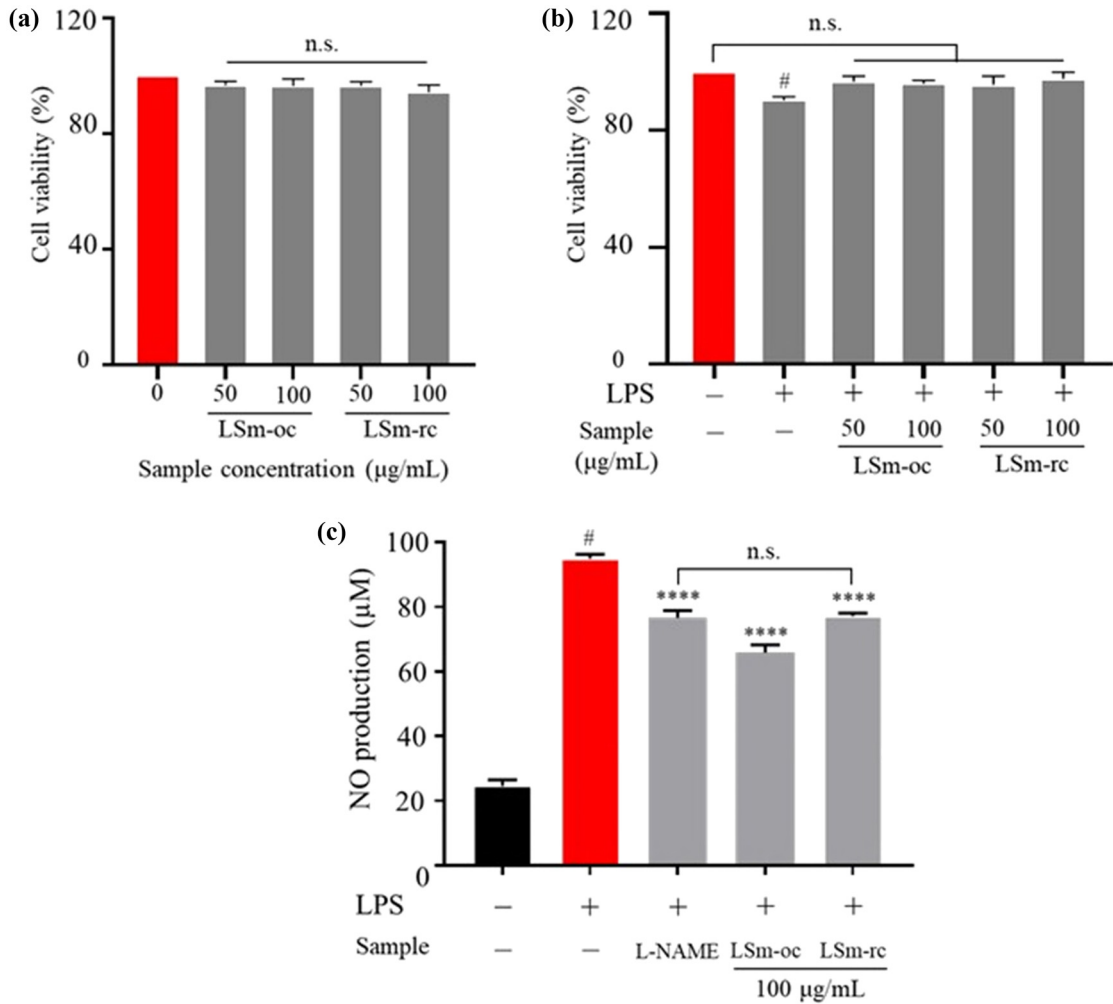 (a)
120
80
40
0
Cell viability (%)
n.s.
0 50 100 50 100
LSm-oc LSm-rc
Sample concentration (μg/mL)
(b)
120
80
40
0
Cell viability (%)
n.s.
#
LPS − + + + + +
Sample − − 50 100 50 100
(μg/mL) LSm-oc LSm-rc
(c)
100
80
60
40
20
0
NO production (μM)
#
n.s.
**** **** ****
LPS − + + + +
Sample − − L-NAME LSm-oc LSm-rc
100 μg/mL